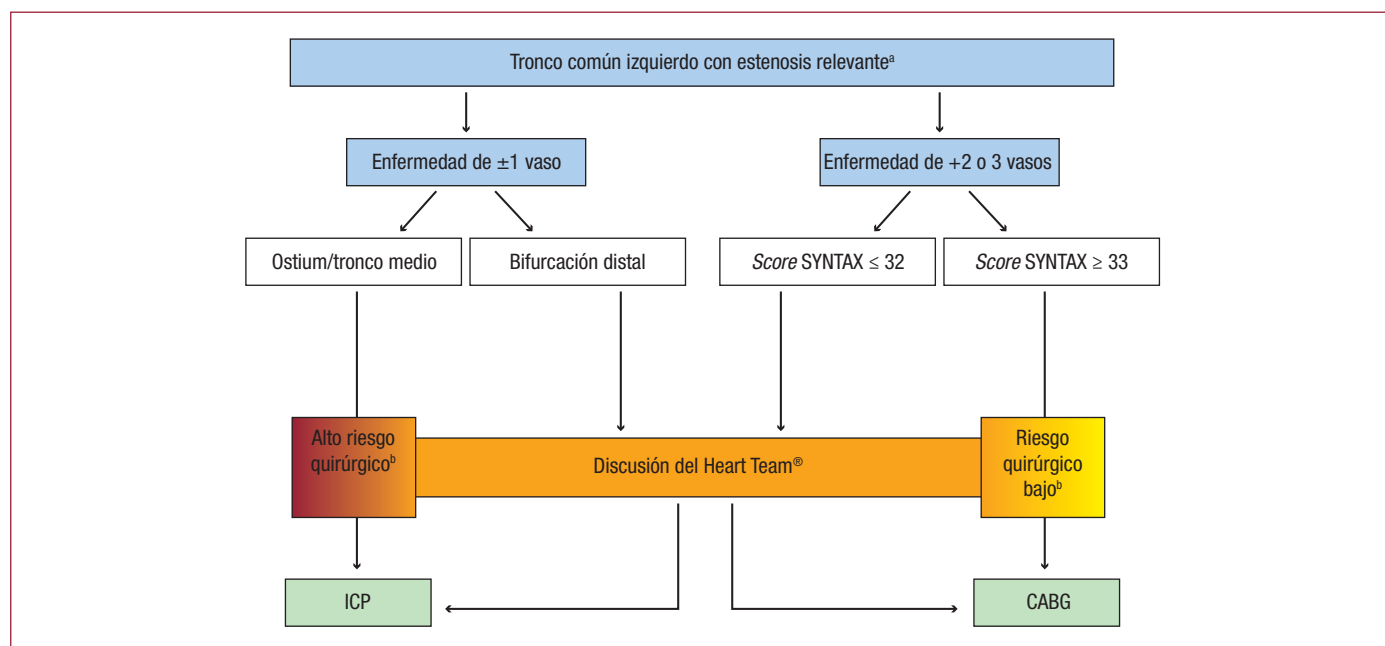 Tronco común izquierdo con estenosis relevanteᵃ
Enfermedad de ±1 vaso
Enfermedad de +2 o 3 vasos
Ostium/tronco medio
Bifurcación distal
Score SYNTAX ≤ 32
Score SYNTAX ≥ 33
Alto riesgo
quirúrgicoᵇ
Discusión del Heart Team®
Riesgo
quirúrgico
bajoᵇ
ICP
CABG